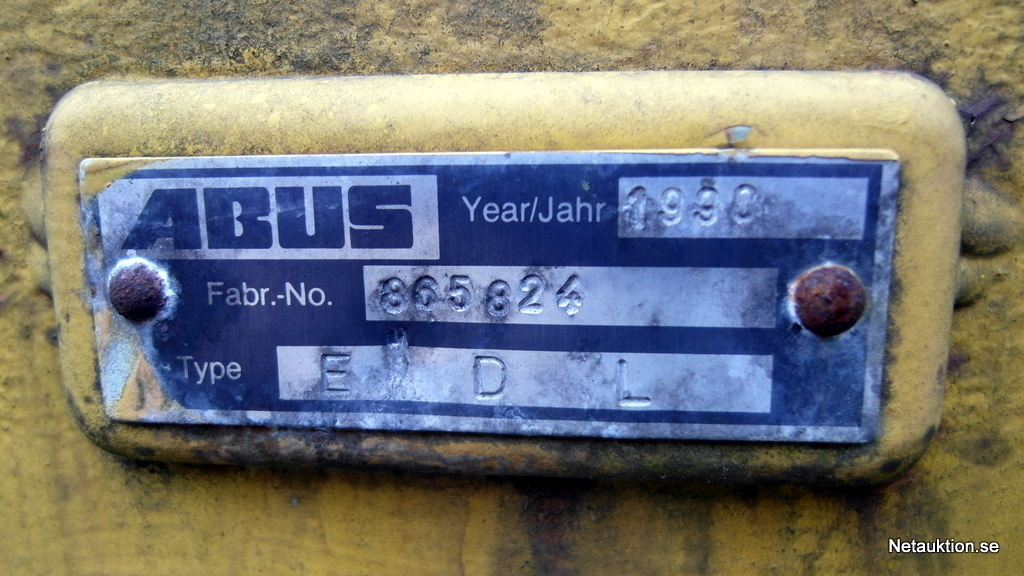 ABUS Year/Jahr 1990
Fabr.-No. 865824
Type E D L
Netauktion.se